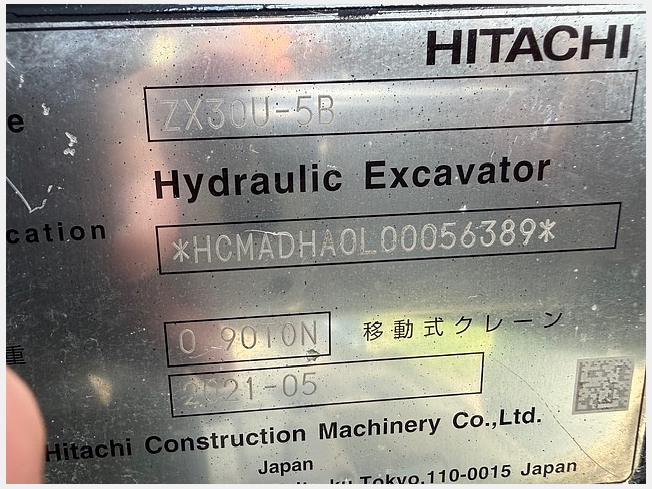 HITACHI
e ZX30U-5B
Hydraulic Excavator
cation *HCMADHA0L00056389*
0.90TON 移動式クレーン
重
2021-05
Hitachi Construction Machinery Co.,Ltd.
Japan
Tokyo,110-0015 Japan